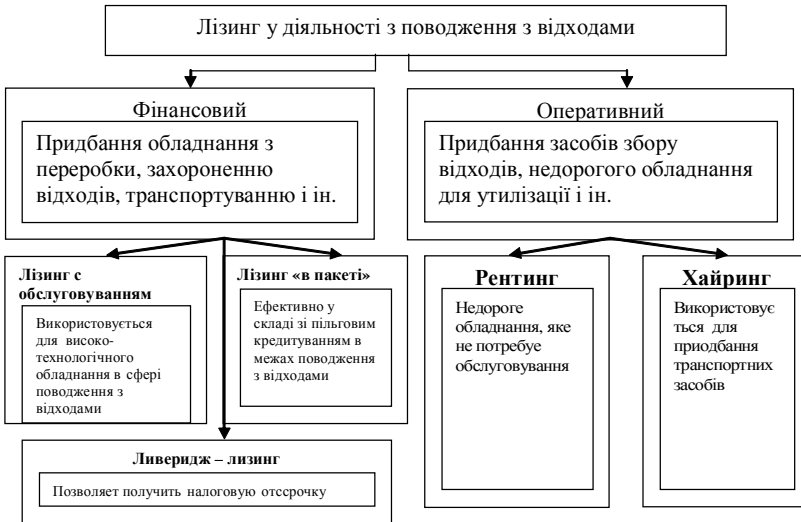 Лізинг у діяльності з поводження з відходами
Фінансовий
Придбання обладнання з
переробки, захороненню
відходів, транспортуванню і ін.
Оперативний
Придбання засобів збору
відходів, недорогого обладнання
для утилізації і ін.
Лізинг с
обслуговуванням
Використовується
для високо-
технологічного
обладнання в сфері
поводження з
відходами
Лізинг «в пакеті»
Ефективно у
складі зі пільговим
кредитуванням в
межах поводження
з відходами
Рентинг
Недороге
обладнання, яке
не потребує
обслуговування
Хайринг
Використовує
ться для
приодбання
транспортних
засобів
Ливеридж – лизинг
Позволяет получить налоговую отссрочку